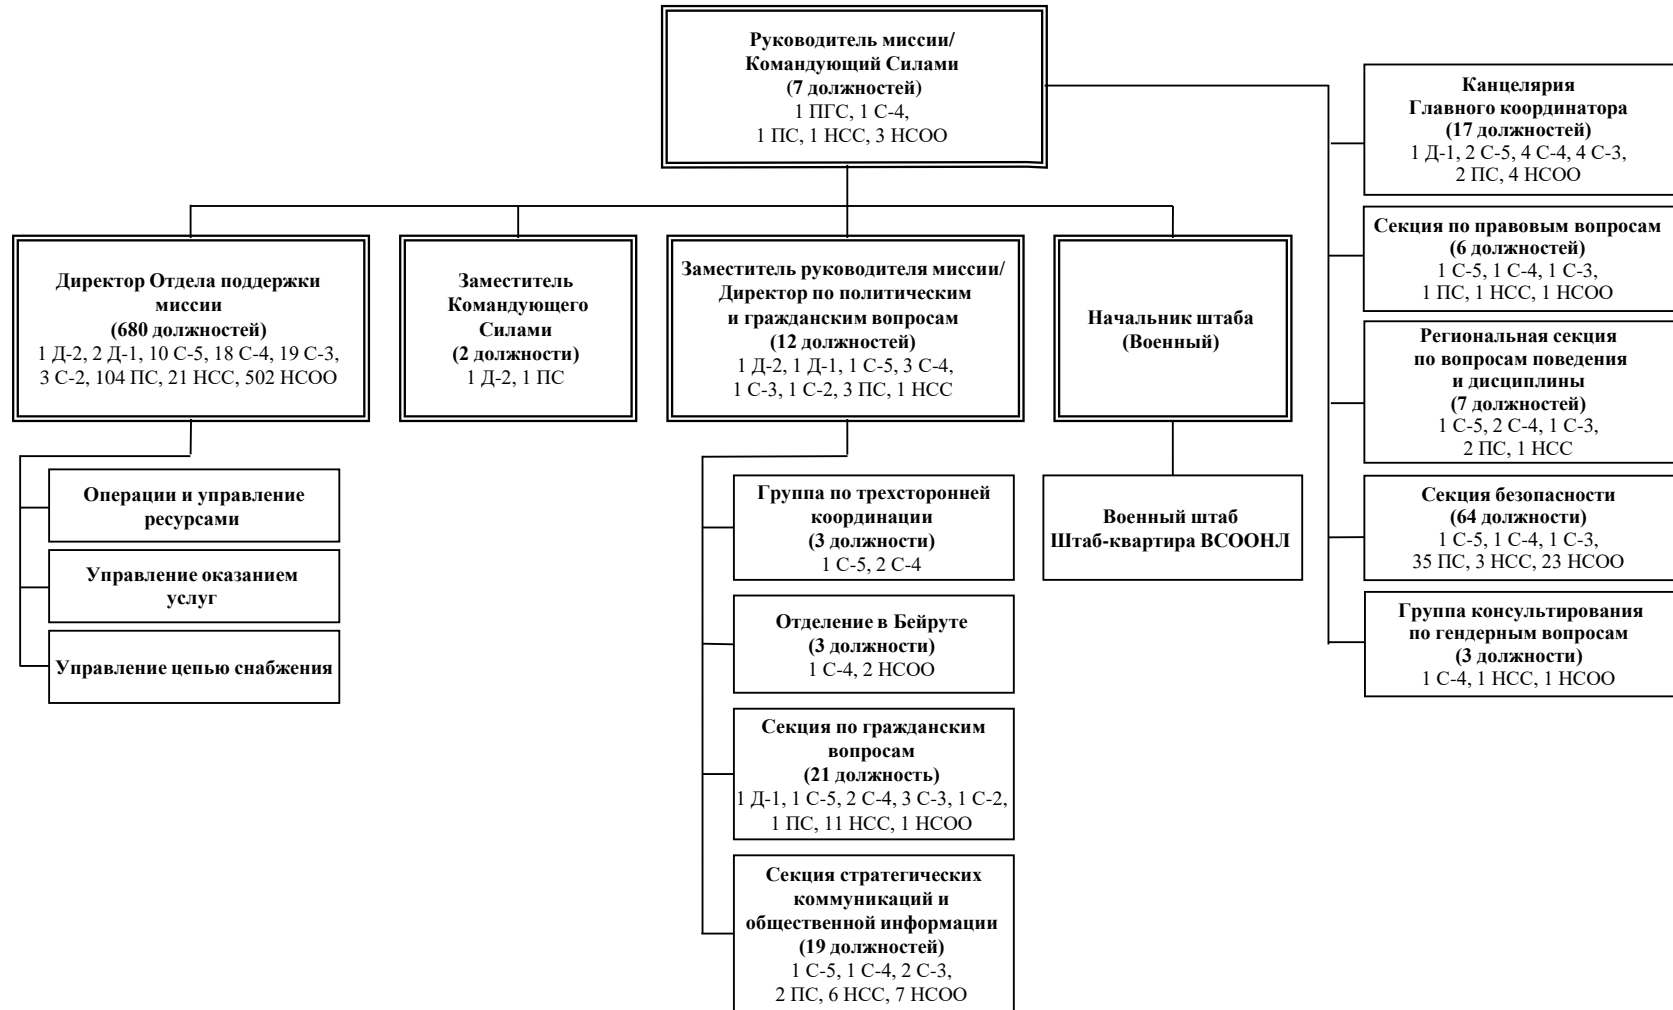 Руководитель миссии/
Командующий Силами
(7 должностей)
1 ПГС, 1 С-4,
1 ПС, 1 НСС, 3 НСОО
Канцелярия
Главного координатора
(17 должностей)
1 Д-1, 2 С-5, 4 С-4, 4 С-3,
2 ПС, 4 НСОО
Секция по правовым вопросам
(6 должностей)
1 С-5, 1 С-4, 1 С-3,
1 ПС, 1 НСС, 1 НСОО
Региональная секция
по вопросам поведения
и дисциплины
(7 должностей)
1 С-5, 2 С-4, 1 С-3,
2 ПС, 1 НСС
Секция безопасности
(64 должности)
1 С-5, 1 С-4, 1 С-3,
35 ПС, 3 НСС, 23 НСОО
Группа консультирования
по гендерным вопросам
(3 должности)
1 С-4, 1 НСС, 1 НСОО
Директор Отдела поддержки
миссии
(680 должностей)
1 Д-2, 2 Д-1, 10 С-5, 18 С-4, 19 С-3,
3 С-2, 104 ПС, 21 НСС, 502 НСОО
Заместитель
Командующего
Силами
(2 должности)
1 Д-2, 1 ПС
Заместитель руководителя миссии/
Директор по политическим
и гражданским вопросам
(12 должностей)
1 Д-2, 1 Д-1, 1 С-5, 3 С-4,
1 С-3, 1 С-2, 3 ПС, 1 НСС
Начальник штаба
(Военный)
Операции и управление
ресурсами
Управление оказанием
услуг
Управление цепью снабжения
Группа по трехсторонней
координации
(3 должности)
1 С-5, 2 С-4
Отделение в Бейруте
(3 должности)
1 С-4, 2 НСОО
Секция по гражданским
вопросам
(21 должность)
1 Д-1, 1 С-5, 2 С-4, 3 С-3, 1 С-2,
1 ПС, 11 НСС, 1 НСОО
Секция стратегических
коммуникаций и
общественной информации
(19 должностей)
1 С-5, 1 С-4, 2 С-3,
2 ПС, 6 НСС, 7 НСОО
Военный штаб
Штаб-квартира ВСООНЛ